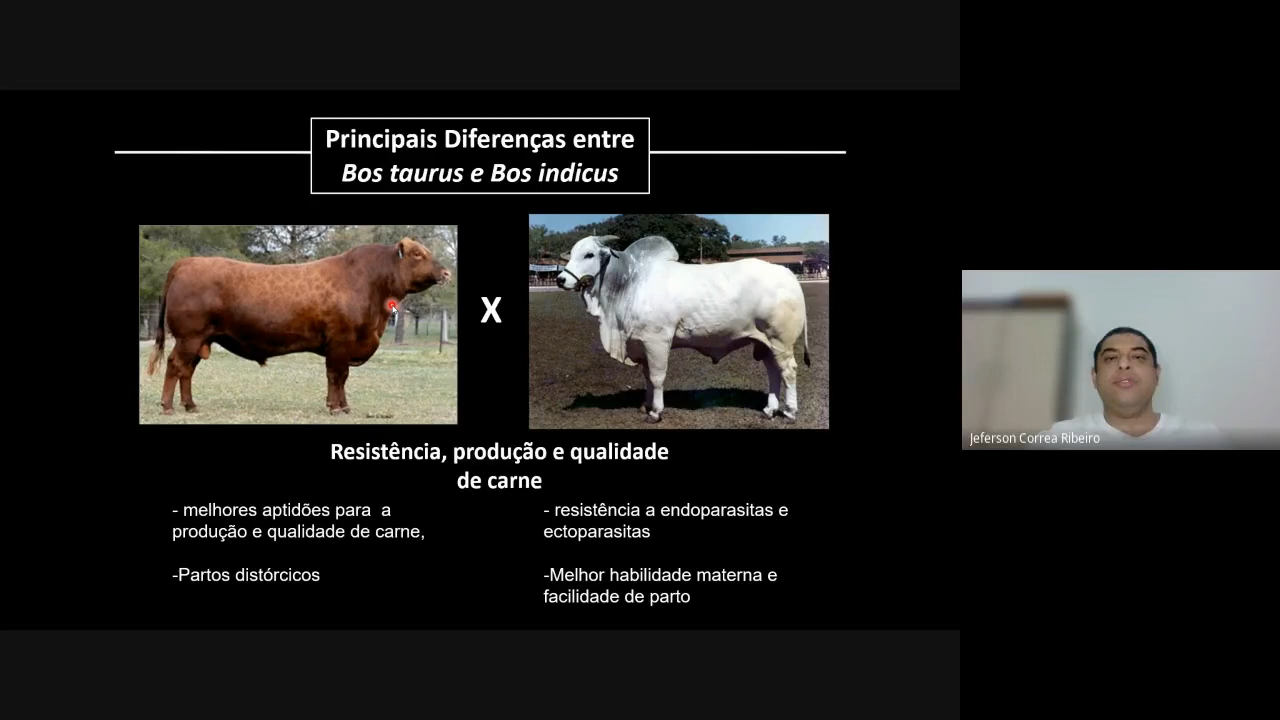 Principais Diferenças entre
Bos taurus e Bos indicus
X
Resistência, produção e qualidade
de carne
- melhores aptidões para a
produção e qualidade de carne,
-Partos distórcicos
- resistência a endoparasitas e
ectoparasitas
-Melhor habilidade materna e
facilidade de parto
Jeferson Correa Ribeiro